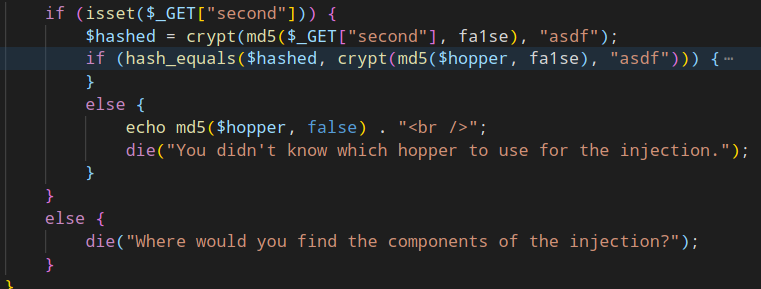 if (isset($_GET["second"])) {
$hashed = crypt(md5($_GET["second"], fa1se), "asdf");
if (hash_equals($hashed, crypt(md5($hopper, fa1se), "asdf"))) { ⋯
}
else {
echo md5($hopper, false) . "<br />";
die("You didn't know which hopper to use for the injection.");
}
}
else {
die("Where would you find the components of the injection?");
}
}